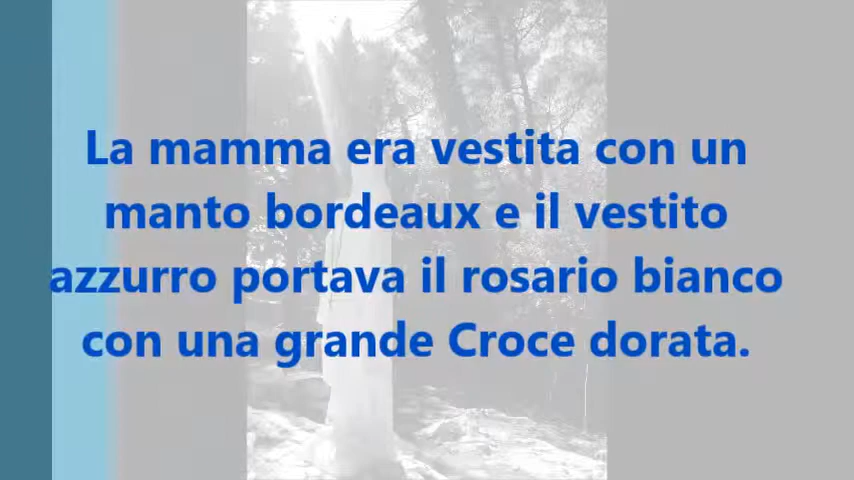 La mamma era vestita con un
manto bordeaux e il vestito
azzurro portava il rosario bianco
con una grande Croce dorata.